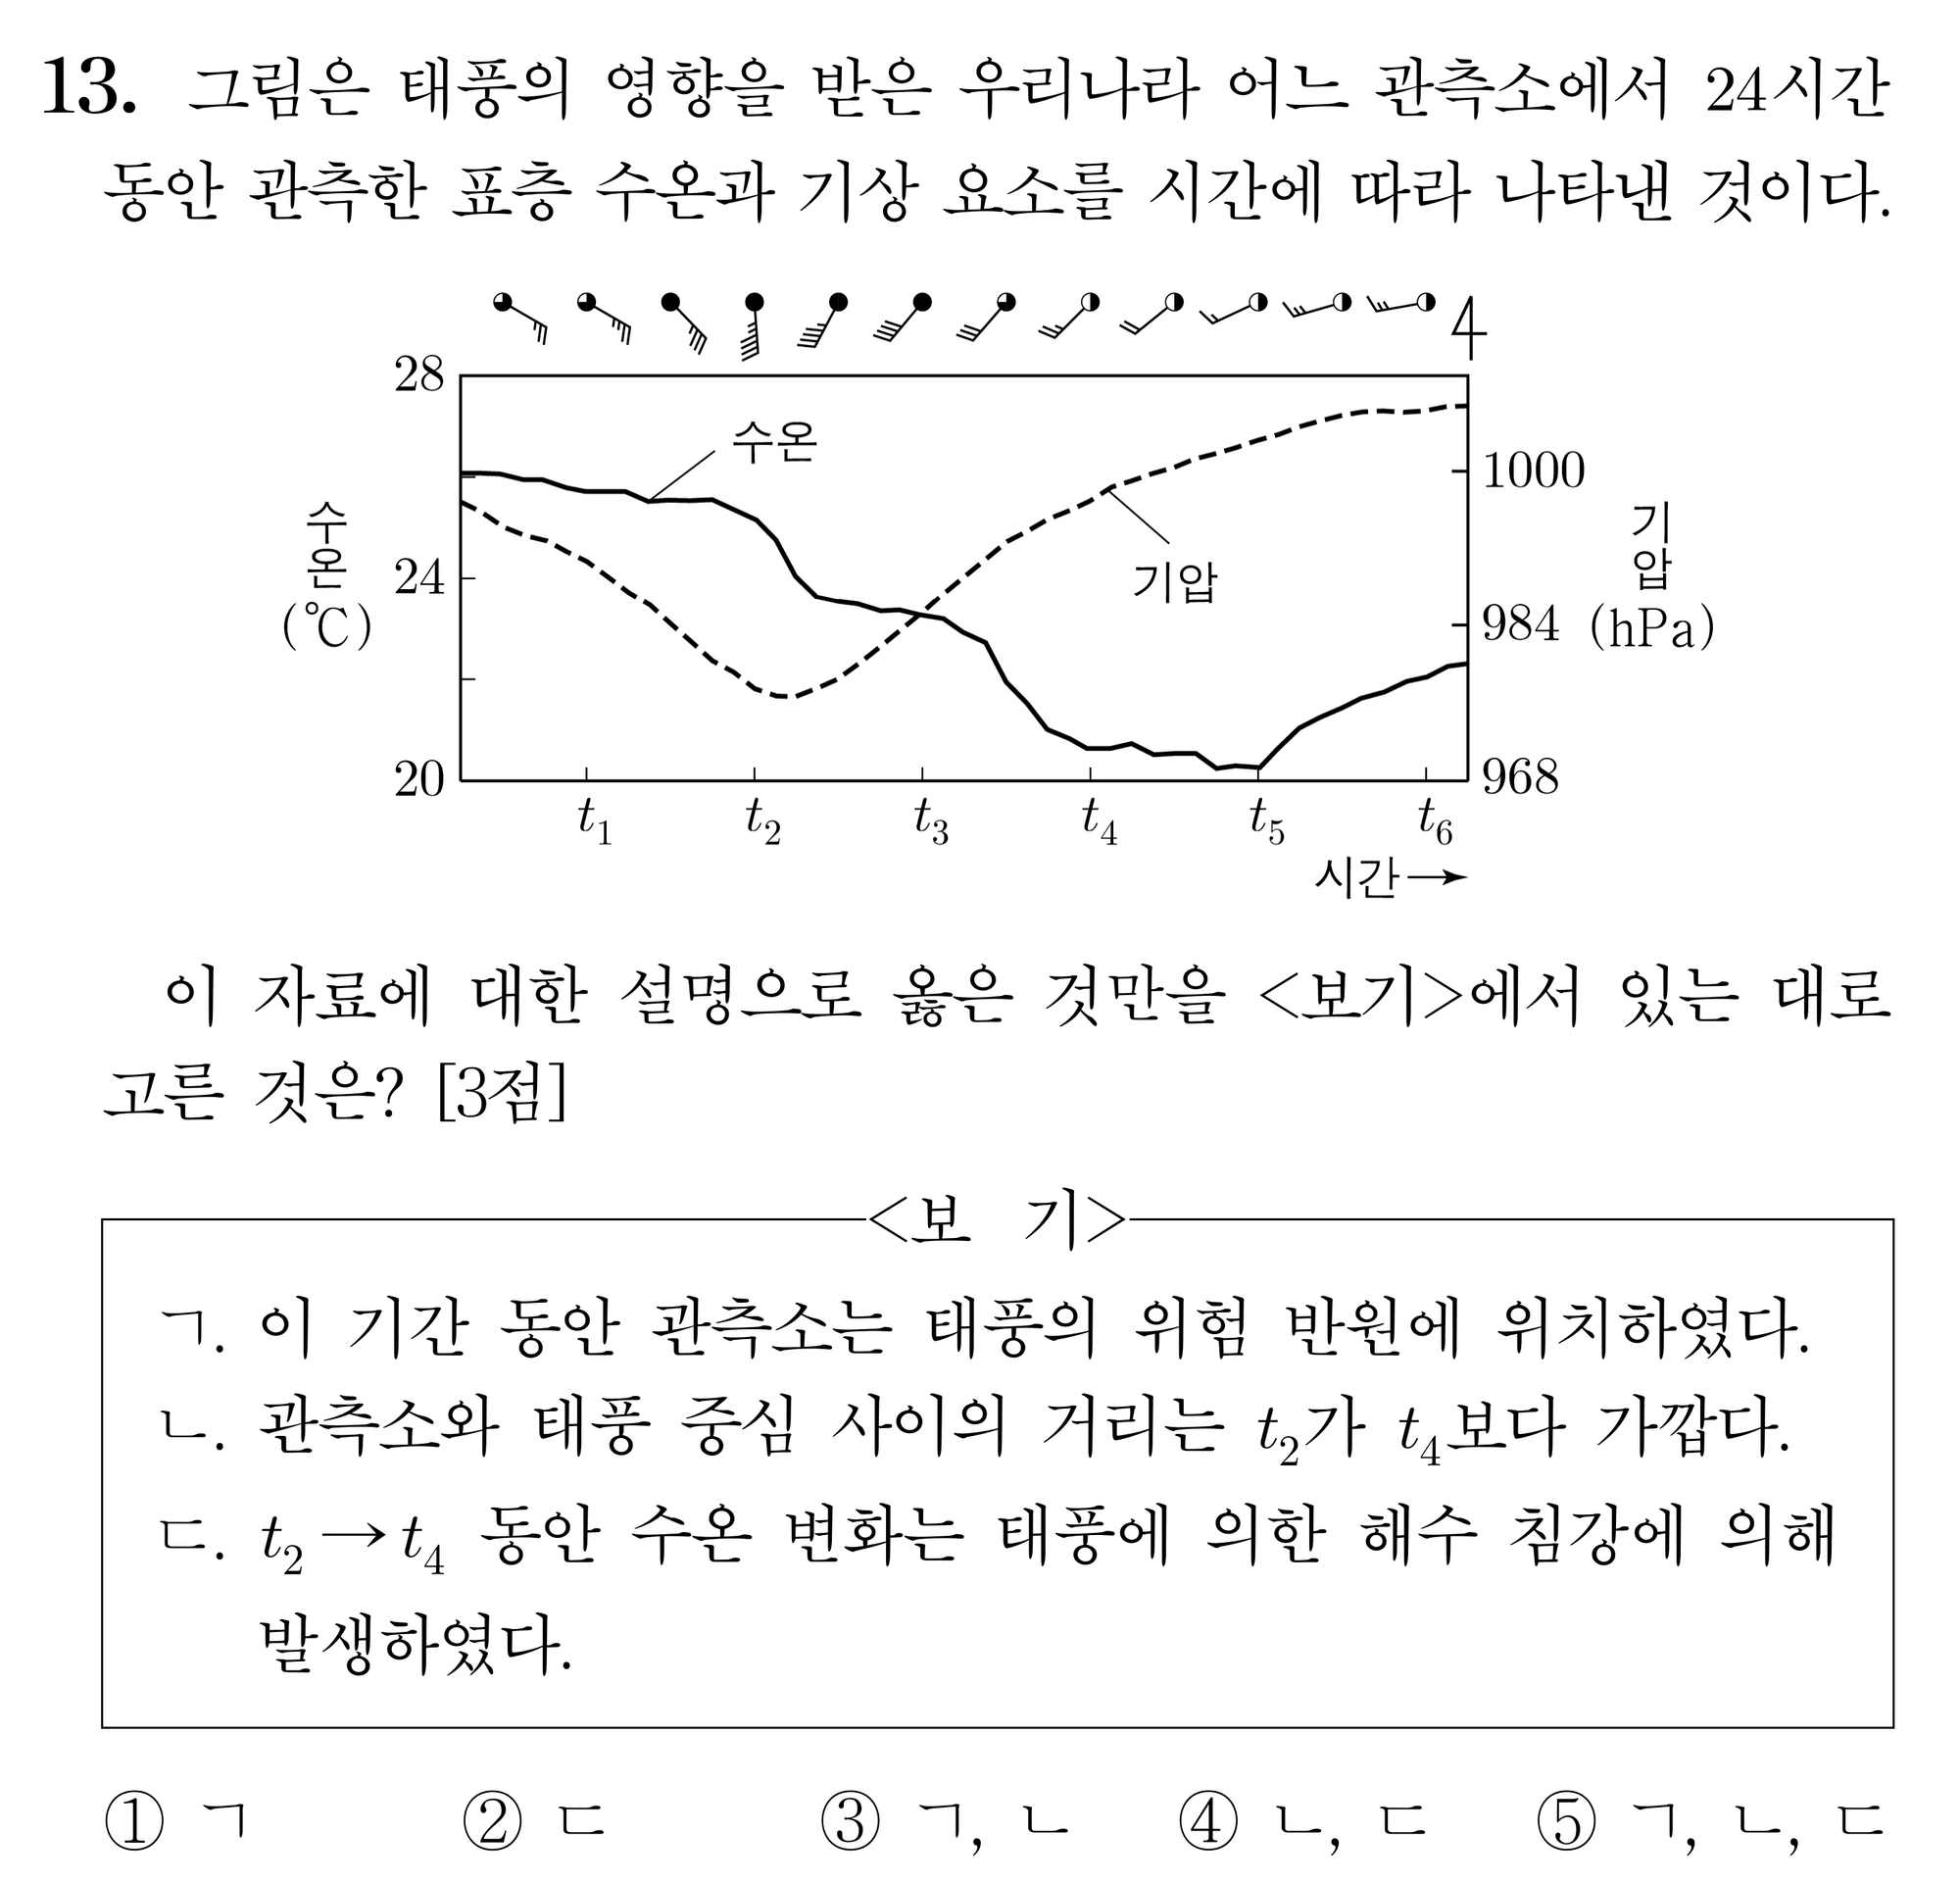 13. 그림은 태풍의 영향을 받은 우리나라 어느 관측소에서 24시간
동안 관측한 표층 수온과 기상 요소를 시간에 따라 나타낸 것이다.
28
24
20
수온
(℃)
수온
기압
1000
984
968
기압
(hPa)
t₁ t₂ t₃ t₄ t₅ t₆
시간→
이 자료에 대한 설명으로 옳은 것만을 <보기>에서 있는 대로
고른 것은? [3점]
<보 기>
ㄱ. 이 기간 동안 관측소는 태풍의 위험 반원에 위치하였다.
ㄴ. 관측소와 태풍 중심 사이의 거리는 t₂가 t₄보다 가깝다.
ㄷ. t₂ → t₄ 동안 수온 변화는 태풍에 의한 해수 침강에 의해
발생하였다.
① ㄱ ② ㄷ ③ ㄱ, ㄴ ④ ㄴ, ㄷ ⑤ ㄱ, ㄴ, ㄷ